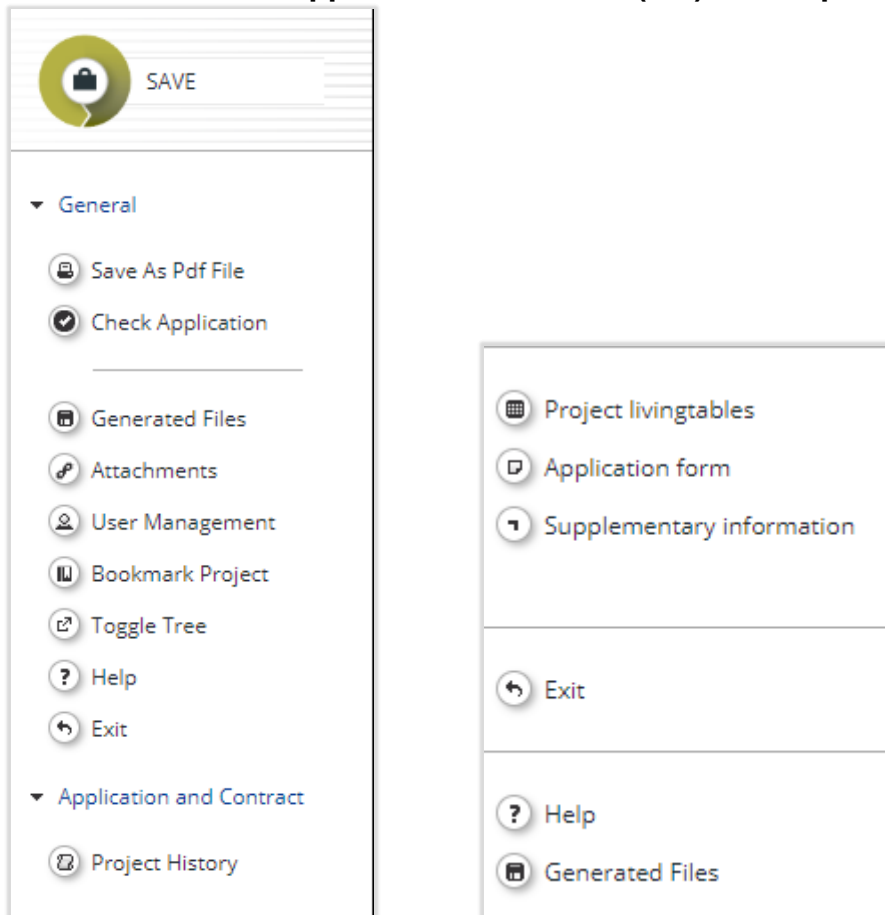 SAVE
General
Save As Pdf File
Check Application
Generated Files
Attachments
User Management
Bookmark Project
Toggle Tree
? Help
Exit
Application and Contract
Project History
Project livingtables
Application form
Supplementary information
Exit
? Help
Generated Files